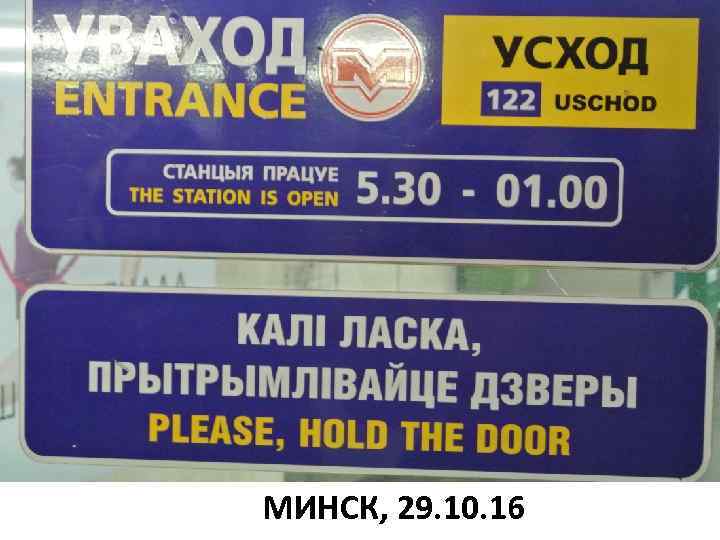 УВАХОД
ENTRANCE
М
УСХОД
122 USCHOD
СТАНЦЫЯ ПРАЦУЕ
THE STATION IS OPEN
5.30 - 01.00
КАЛІ ЛАСКА,
ПРЫТРЫМЛІВАЙЦЕ ДЗВЕРЫ
PLEASE, HOLD THE DOOR
МИНСК, 29.10.16